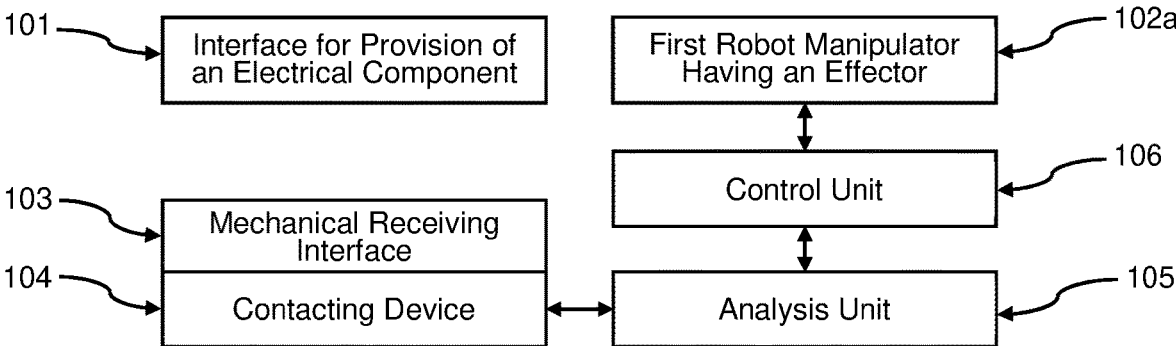 101
Interface for Provision of
an Electrical Component
First Robot Manipulator
Having an Effector
102a
Control Unit
106
103
Mechanical Receiving
Interface
104
Contacting Device
Analysis Unit
105